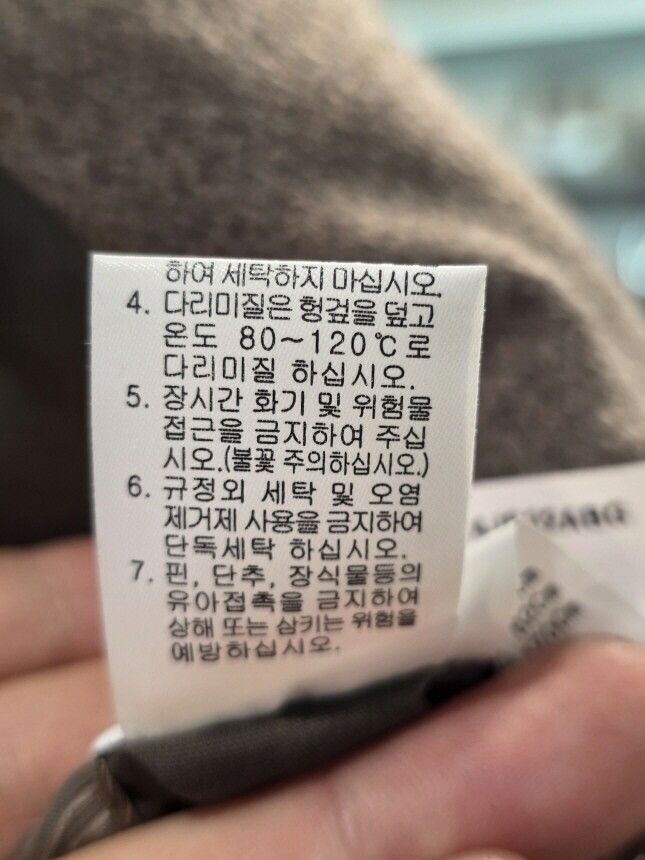 하여 세탁하지 마십시오.
4. 다리미질은 헝겊을 덮고
온도 80~120℃로
다리미질 하십시오.
5. 장시간 화기 및 위험물
접근을 금지하여 주십
시오.(불꽃 주의하십시오.)
6. 규정외 세탁 및 오염
제거제 사용을 금지하여
단독세탁 하십시오.
7. 핀, 단추, 장식물등의
유아접촉을 금지하여
상해 또는 삼키는 위험을
예방하십시오.